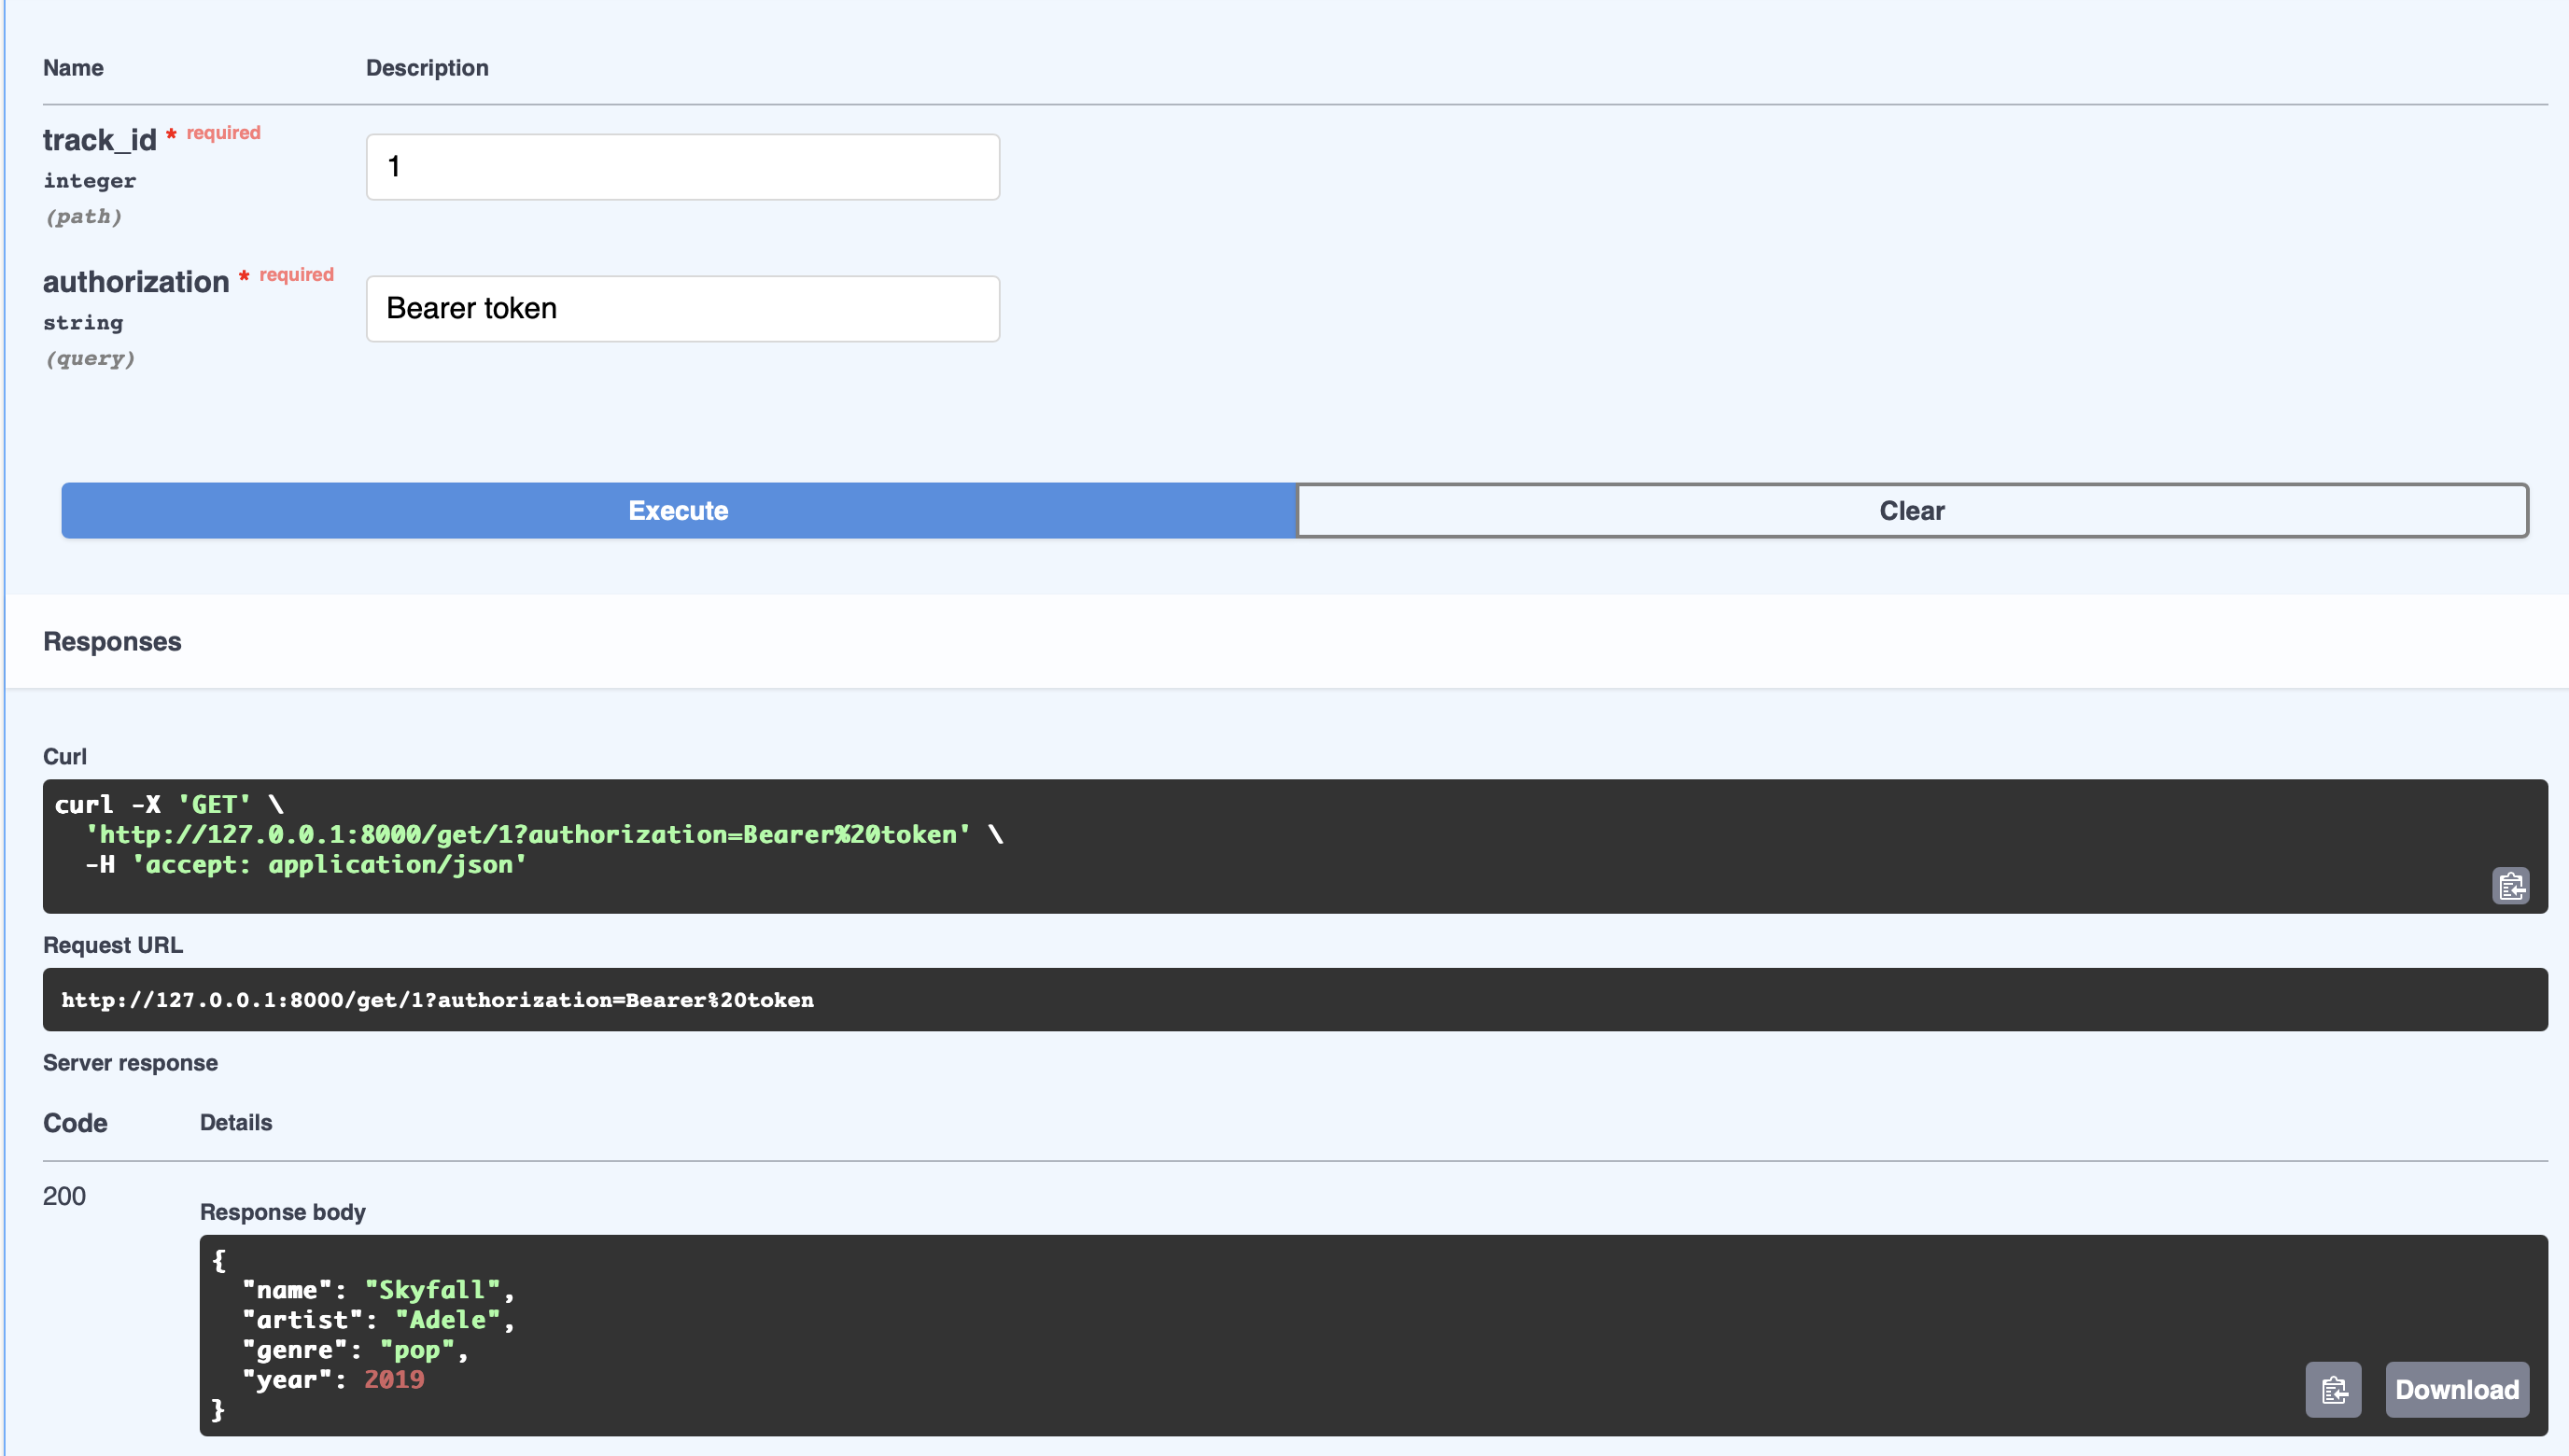 Name Description
track_id * required
1
integer
(path)
authorization * required
Bearer token
string
(query)
Execute Clear
Responses
Curl
curl -X 'GET' \
'http://127.0.0.1:8000/get/1?authorization=Bearer%20token' \
-H 'accept: application/json'
Request URL
http://127.0.0.1:8000/get/1?authorization=Bearer%20token
Server response
Code Details
200
Response body
{
"name": "Skyfall",
"artist": "Adele",
"genre": "pop",
"year": 2019
}
Download